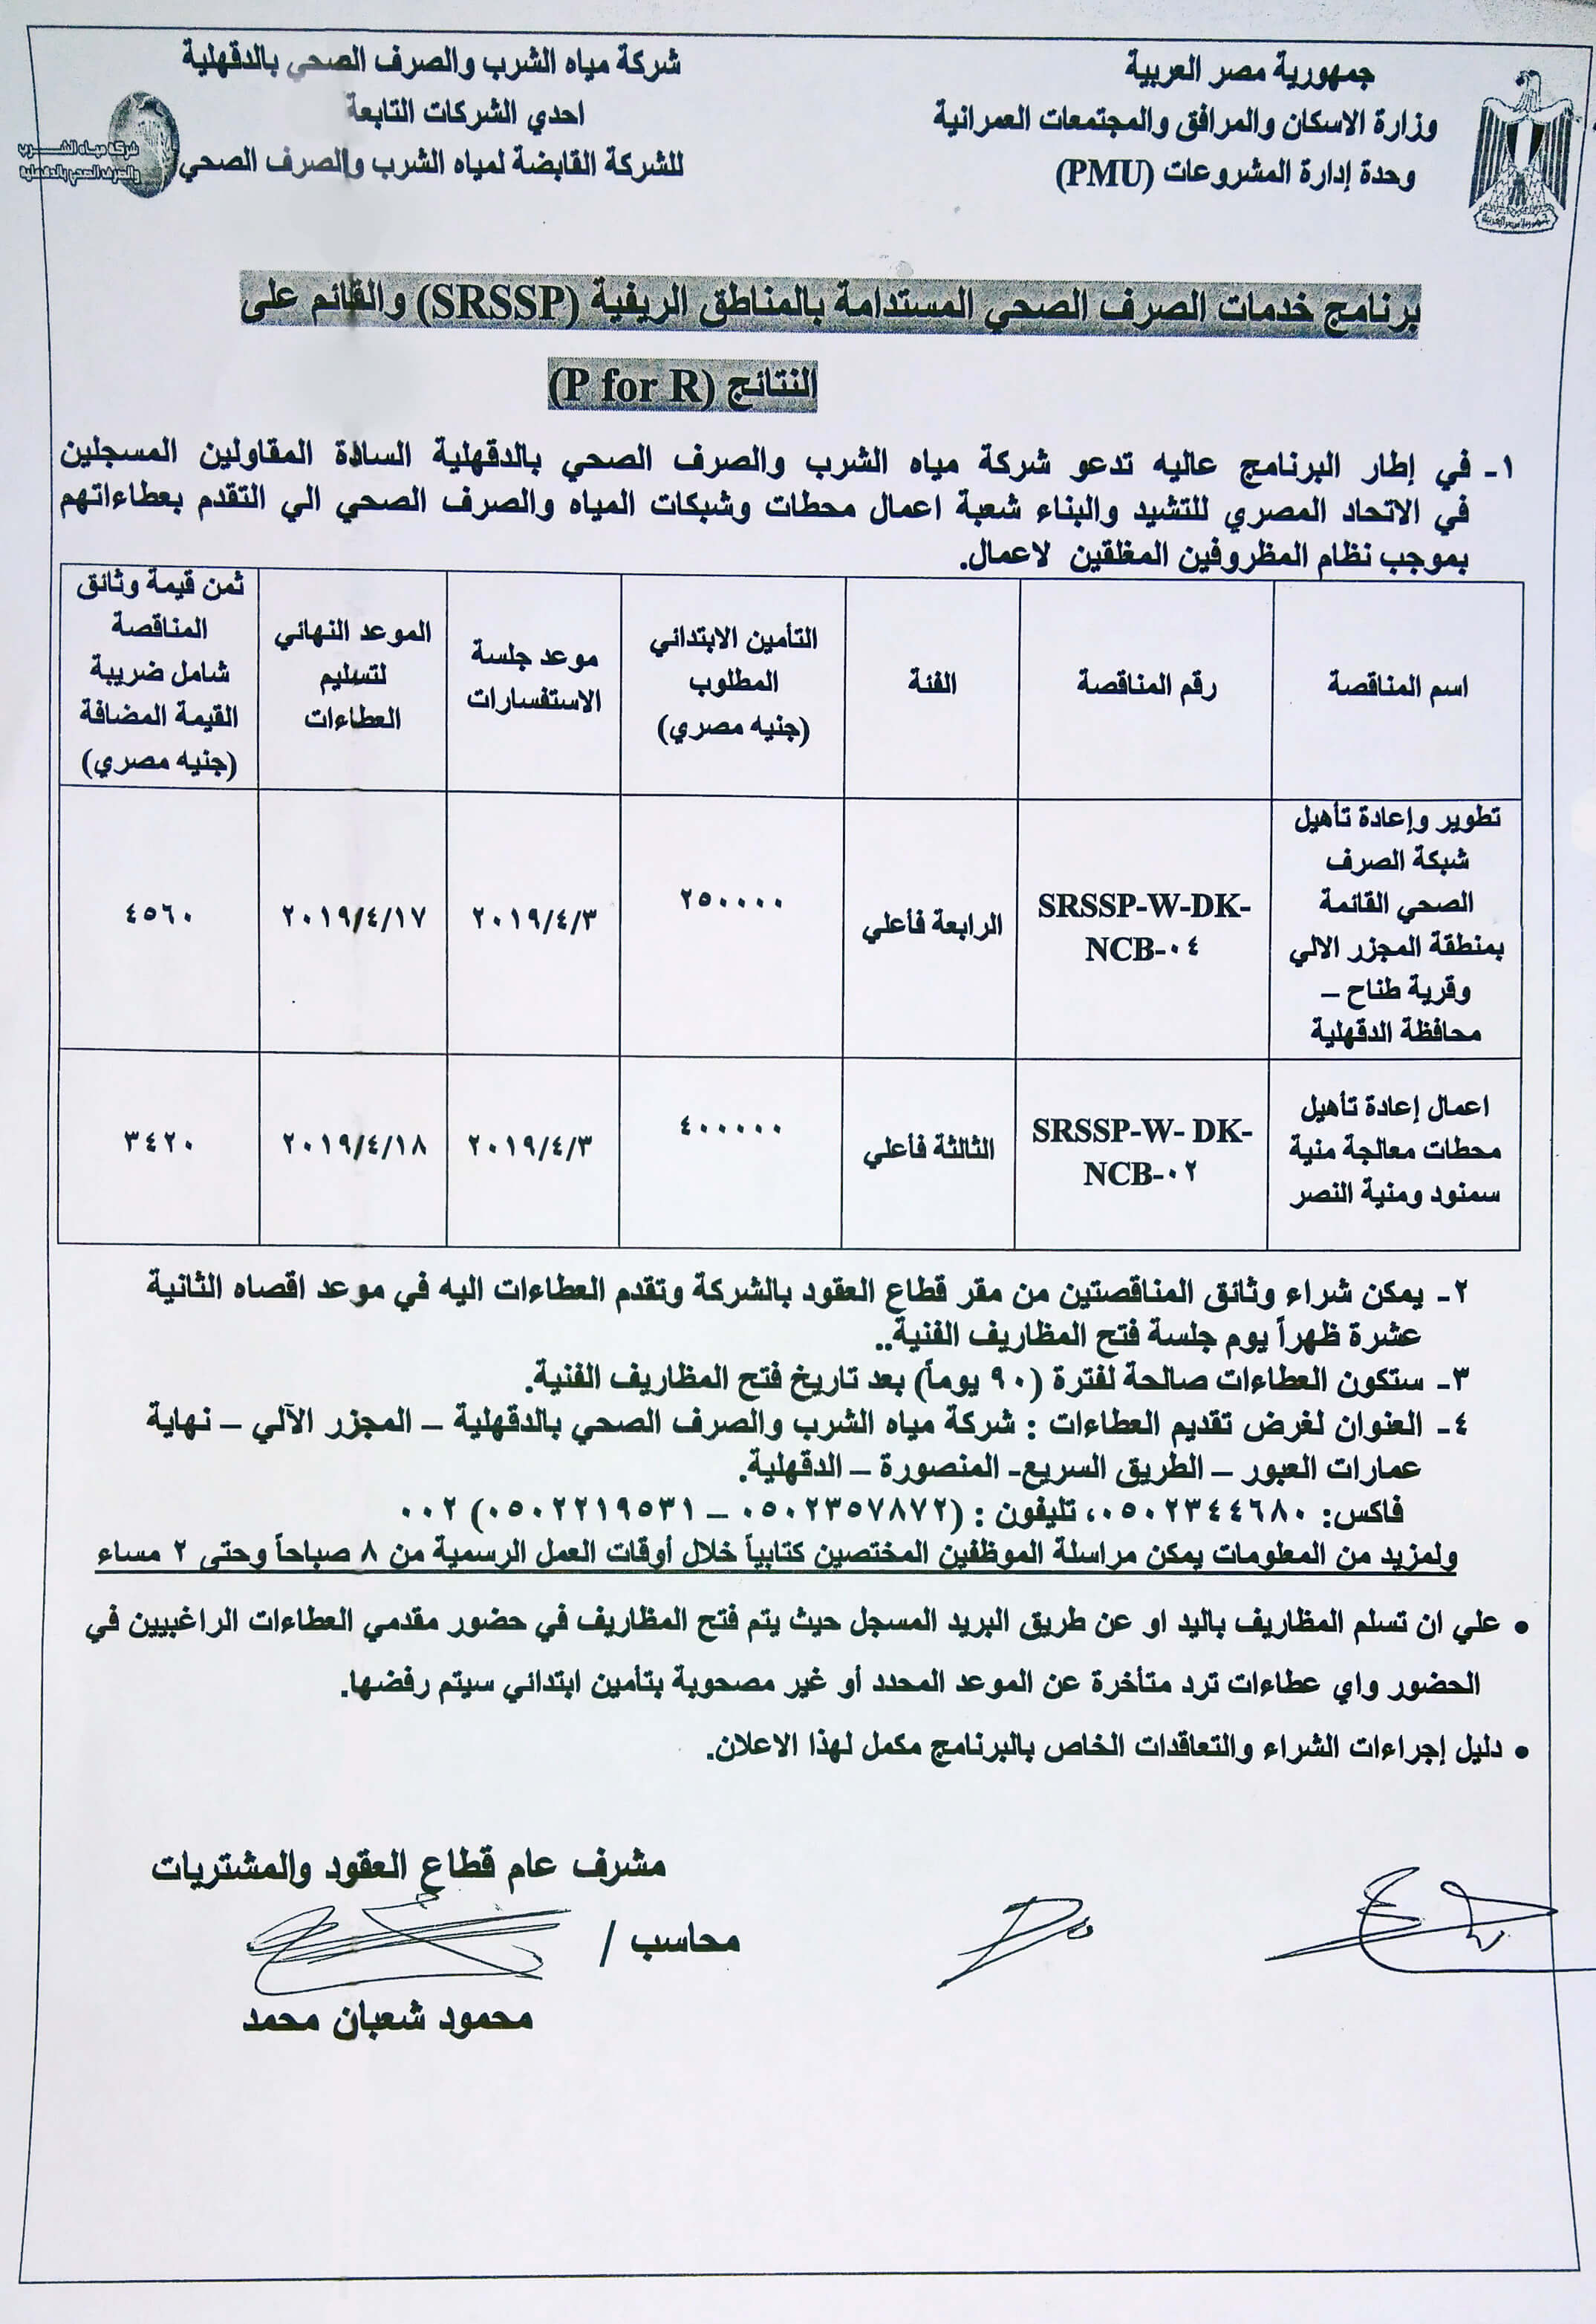 جمهورية مصر العربية
وزارة الاسكان والمرافق والمجتمعات العمرانية
وحدة إدارة المشروعات (PMU)
شركة مياه الشرب والصرف الصحي بالدقهلية
احدي الشركات التابعة
للشركة القابضة لمياه الشرب والصرف الصحي
شركة مياه الشرب
والصرف الصحي بالدقهلية
برنامج خدمات الصرف الصحي المستدامة بالمناطق الريفية (SRSSP) والقائم على
النتائج (P for R)
١- في إطار البرنامج عاليه تدعو شركة مياه الشرب والصرف الصحي بالدقهلية السادة المقاولين المسجلين
في الاتحاد المصري للتشيد والبناء شعبة اعمال محطات وشبكات المياه والصرف الصحي الي التقدم بعطاءاتهم
بموجب نظام المظروفين المغلقين لاعمال.
اسم المناقصة
رقم المناقصة
الفئة
التأمين الابتدائي
المطلوب
(جنيه مصري)
موعد جلسة
الاستفسارات
الموعد النهائي
لتسليم
العطاءات
ثمن قيمة وثائق
المناقصة
شامل ضريبة
القيمة المضافة
(جنيه مصري)
تطوير وإعادة تأهيل
شبكة الصرف
الصحي القائمة
بمنطقة المجزر الالي
وقرية طناح –
محافظة الدقهلية
SRSSP-W-DK-
NCB-٠٤
الرابعة فأعلي
٢٥٠٠٠٠
٢٠١٩/٤/٣
٢٠١٩/٤/١٧
٤٥٦٠
اعمال إعادة تأهيل
محطات معالجة منية
سمنود ومنية النصر
SRSSP-W- DK-
NCB-٠٢
الثالثة فأعلي
٤٠٠٠٠٠
٢٠١٩/٤/٣
٢٠١٩/٤/١٨
٣٤٢٠
٢- يمكن شراء وثائق المناقصتين من مقر قطاع العقود بالشركة وتقدم العطاءات اليه في موعد اقصاه الثانية
عشرة ظهراً يوم جلسة فتح المظاريف الفنية..
٣- ستكون العطاءات صالحة لفترة (٩٠ يوماً) بعد تاريخ فتح المظاريف الفنية.
٤- العنوان لغرض تقديم العطاءات : شركة مياه الشرب والصرف الصحي بالدقهلية – المجزر الآلي – نهاية
عمارات العبور – الطريق السريع- المنصورة – الدقهلية.
فاكس: ٠٥٠٢٣٤٤٦٨٠، تليفون : (٠٥٠٢٣٥٧٨٧٢ – ٠٥٠٢٢١٩٥٣١) ٠٠٢
ولمزيد من المعلومات يمكن مراسلة الموظفين المختصين كتابياً خلال أوقات العمل الرسمية من ٨ صباحاً وحتى ٢ مساء
• علي ان تسلم المظاريف باليد او عن طريق البريد المسجل حيث يتم فتح المظاريف في حضور مقدمي العطاءات الراغبيين في
الحضور واي عطاءات ترد متأخرة عن الموعد المحدد أو غير مصحوبة بتأمين ابتدائي سيتم رفضها.
• دليل إجراءات الشراء والتعاقدات الخاص بالبرنامج مكمل لهذا الاعلان.
مشرف عام قطاع العقود والمشتريات
محاسب /
محمود شعبان محمد